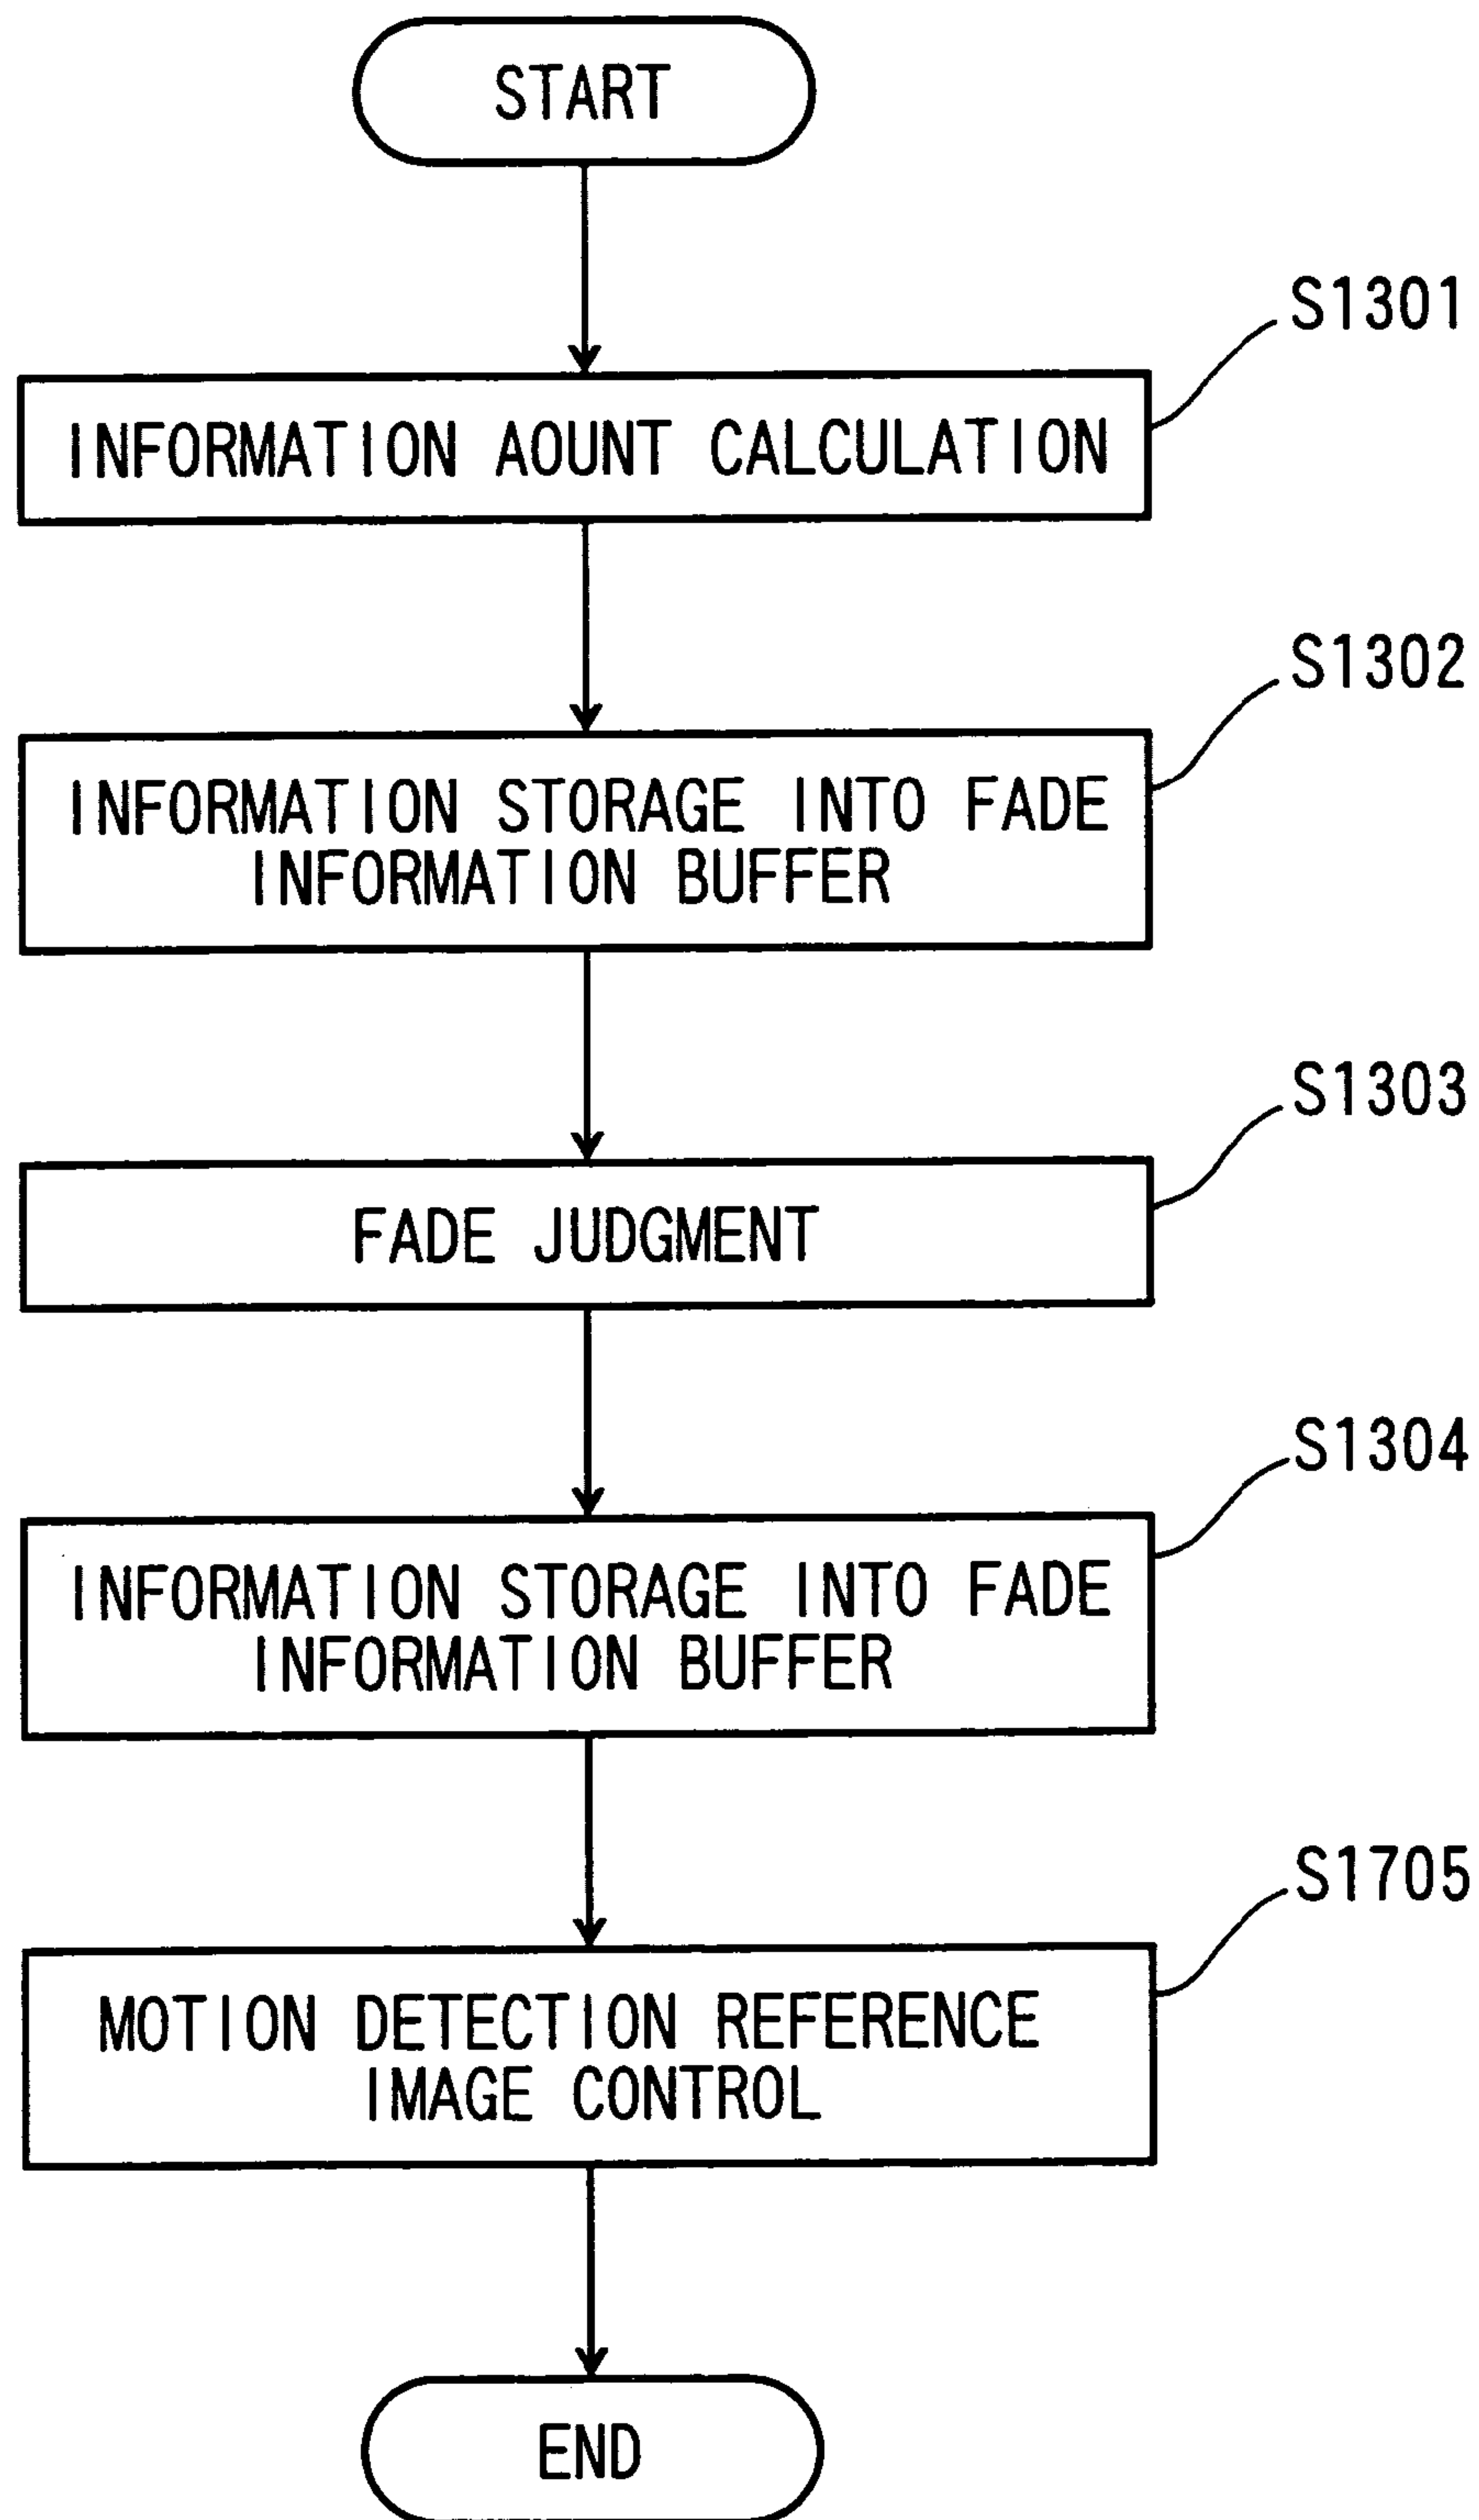 START
S1301
INFORMATION AOUNT CALCULATION
S1302
INFORMATION STORAGE INTO FADE
INFORMATION BUFFER
S1303
FADE JUDGMENT
S1304
INFORMATION STORAGE INTO FADE
INFORMATION BUFFER
S1705
MOTION DETECTION REFERENCE
IMAGE CONTROL
END